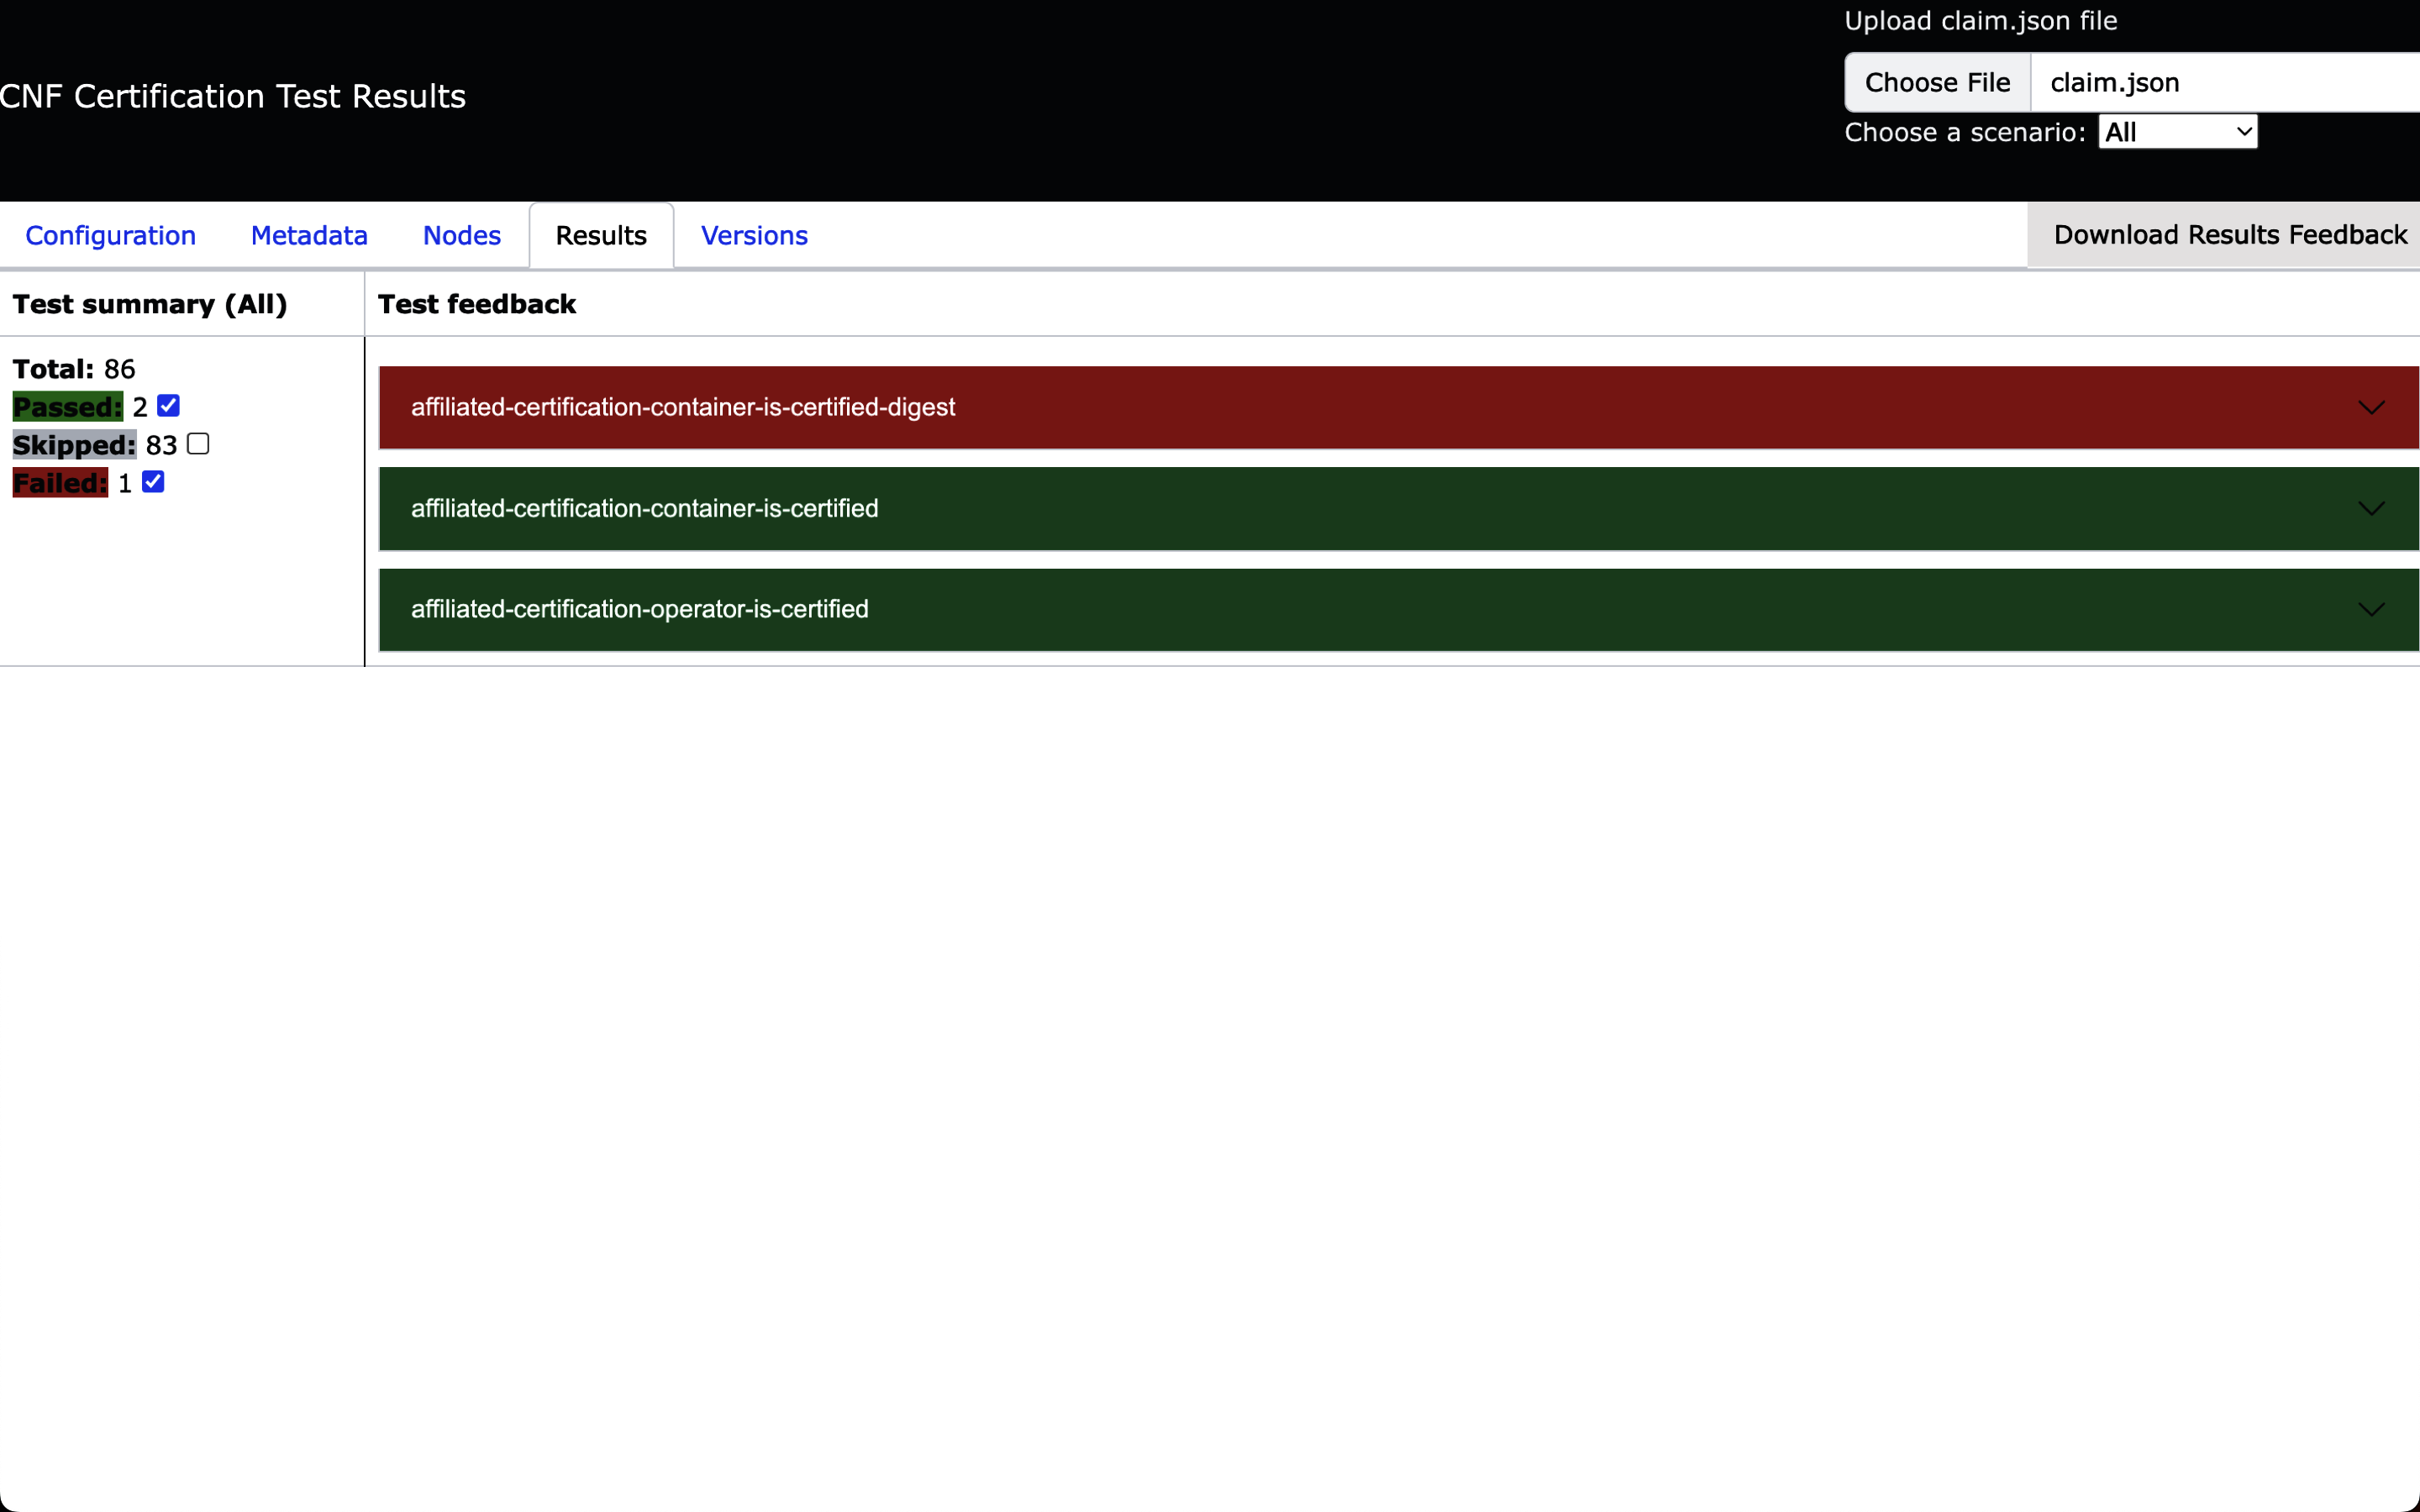 Upload claim.json file
CNF Certification Test Results
Choose File claim.json
Choose a scenario: All
Configuration Metadata Nodes Results Versions Download Results Feedback
Test summary (All) Test feedback
Total: 86
Passed: 2
Skipped: 83
Failed: 1
affiliated-certification-container-is-certified-digest
affiliated-certification-container-is-certified
affiliated-certification-operator-is-certified